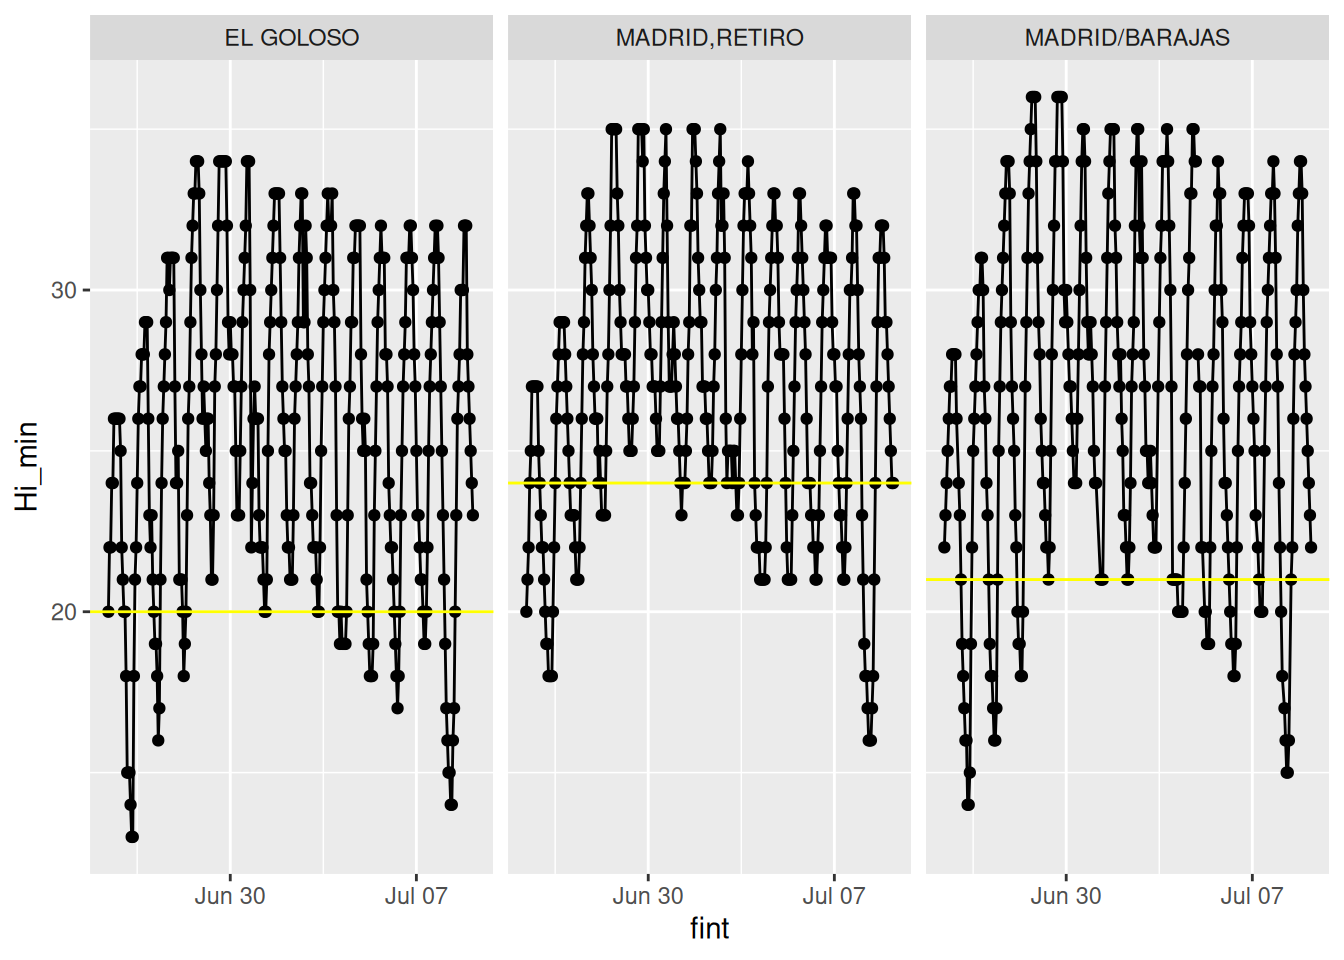 EL GOLOSO
MADRID,RETIRO
MADRID/BARAJAS
Hi_min
30
20
Jun 30
Jul 07
Jun 30
Jul 07
Jun 30
Jul 07
fint